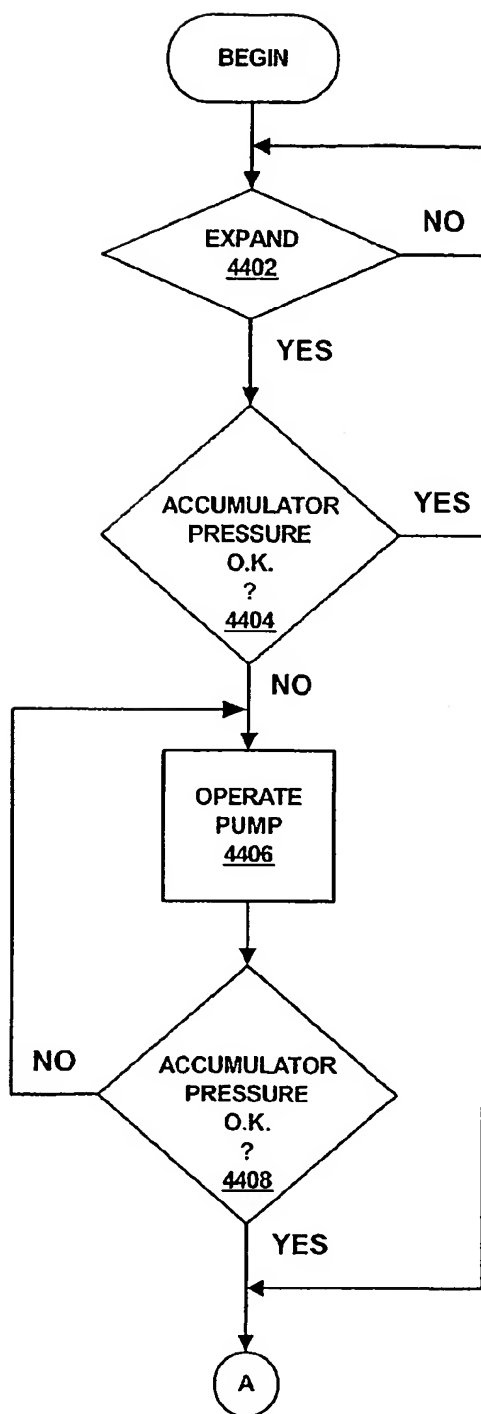 BEGIN
EXPAND
4402
NO
YES
ACCUMULATOR
PRESSURE
O.K.
?
4404
YES
NO
OPERATE
PUMP
4406
ACCUMULATOR
PRESSURE
O.K.
?
4408
NO
YES
A